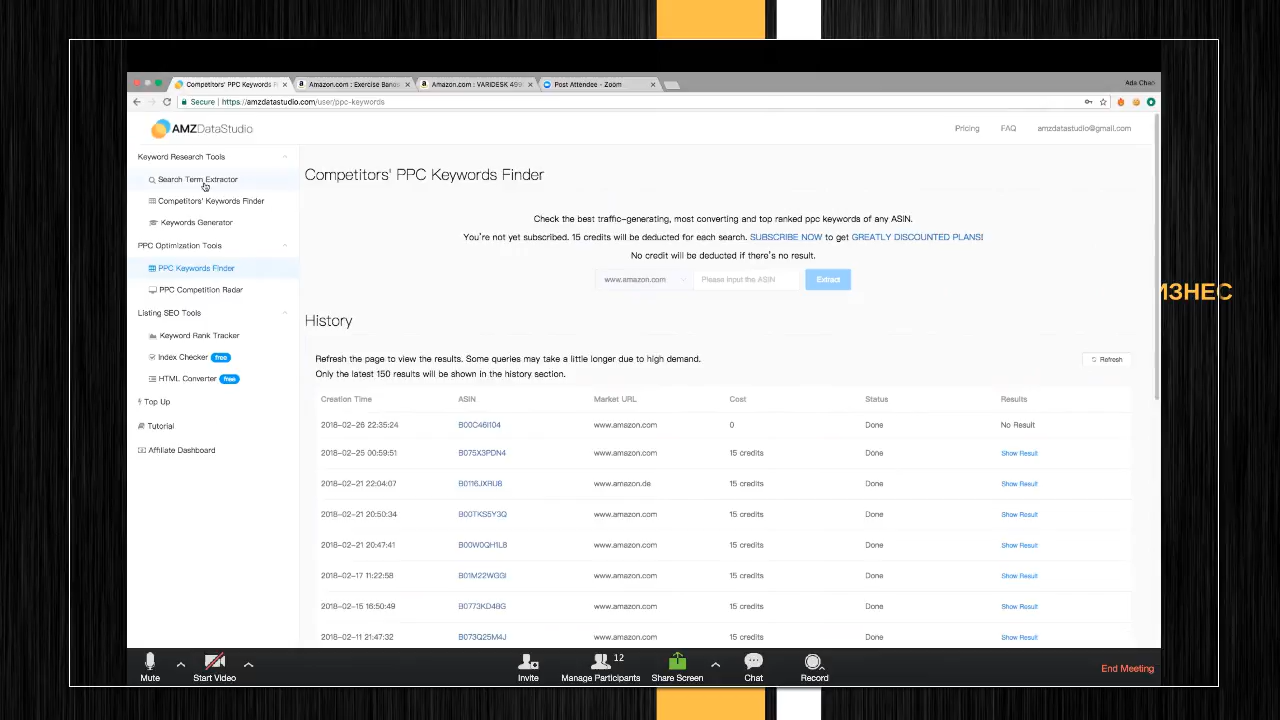 Competitors' PPC Keywords F
Amazon.com : Exercise Banas
Amazon.com : VARIDESK 499
Post Attendee - Zoom
Ada Chao
Secure https://amzdatastudio.com/user/ppc-keywords
AMZDataStudio
Pricing
FAQ
amzdatastudio@gmail.com
Keyword Research Tools
Search Term Extractor
Competitors' Keywords Finder
Keywords Generator
PPC Optimization Tools
PPC Keywords Finder
PPC Competition Radar
Listing SEO Tools
Keyword Rank Tracker
Index Checker free
HTML Converter free
Top Up
Tutorial
Affiliate Dashboard
Competitors' PPC Keywords Finder
Check the best traffic-generating, most converting and top ranked ppc keywords of any ASIN.
You're not yet subscribed. 15 credits will be deducted for each search. SUBSCRIBE NOW to get GREATLY DISCOUNTED PLANS!
No credit will be deducted if there's no result.
www.amazon.com Please input the ASIN Extract
МЗНЕС
History
Refresh the page to view the results. Some queries may take a little longer due to high demand.
Only the latest 150 results will be shown in the history section.
Refresh
Creation Time ASIN Market URL Cost Status Results
2018-02-26 22:35:24 B00C46I104 www.amazon.com 0 Done No Result
2018-02-25 00:59:51 B075X3PDN4 www.amazon.com 15 credits Done Show Result
2018-02-21 22:04:07 B0116JXRU8 www.amazon.de 15 credits Done Show Result
2018-02-21 20:50:34 B00TKS5Y3Q www.amazon.com 15 credits Done Show Result
2018-02-21 20:47:41 B00W0QH1L8 www.amazon.com 15 credits Done Show Result
2018-02-17 11:22:58 B01M22WGGI www.amazon.com 15 credits Done Show Result
2018-02-15 16:50:49 B0773KD48G www.amazon.com 15 credits Done Show Result
2018-02-11 21:47:32 B073Q25M4J www.amazon.com 15 credits Done Show Result
Mute
Start Video
Invite
12
Manage Participants
Share Screen
Chat
Record
End Meeting